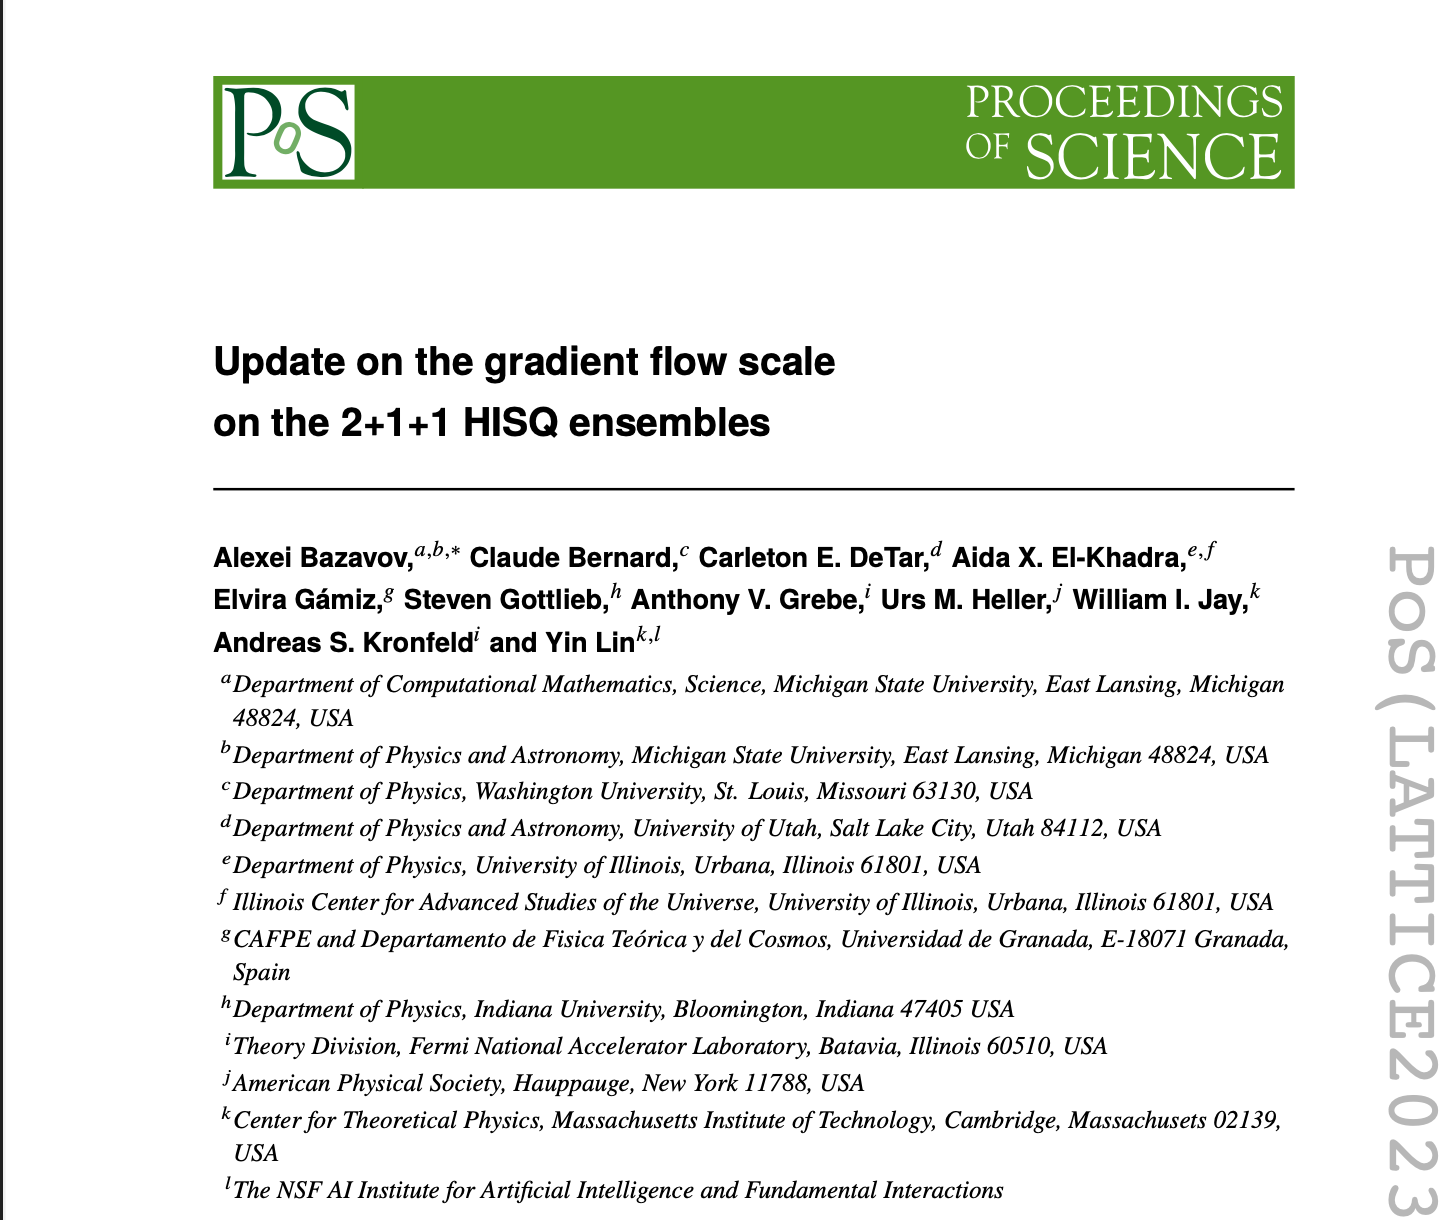 PoS
PROCEEDINGS
OF SCIENCE
Update on the gradient flow scale
on the 2+1+1 HISQ ensembles
Alexei Bazavov,a,b,∗ Claude Bernard,c Carleton E. DeTar,d Aida X. El-Khadra,e,f
Elvira Gámiz,g Steven Gottlieb,h Anthony V. Grebe,i Urs M. Heller,j William I. Jay,k
Andreas S. Kronfeldi and Yin Link,l
aDepartment of Computational Mathematics, Science, Michigan State University, East Lansing, Michigan
48824, USA
bDepartment of Physics and Astronomy, Michigan State University, East Lansing, Michigan 48824, USA
cDepartment of Physics, Washington University, St. Louis, Missouri 63130, USA
dDepartment of Physics and Astronomy, University of Utah, Salt Lake City, Utah 84112, USA
eDepartment of Physics, University of Illinois, Urbana, Illinois 61801, USA
fIllinois Center for Advanced Studies of the Universe, University of Illinois, Urbana, Illinois 61801, USA
gCAFPE and Departamento de Fisica Teórica y del Cosmos, Universidad de Granada, E-18071 Granada,
Spain
hDepartment of Physics, Indiana University, Bloomington, Indiana 47405 USA
iTheory Division, Fermi National Accelerator Laboratory, Batavia, Illinois 60510, USA
jAmerican Physical Society, Hauppauge, New York 11788, USA
kCenter for Theoretical Physics, Massachusetts Institute of Technology, Cambridge, Massachusets 02139,
USA
lThe NSF AI Institute for Artificial Intelligence and Fundamental Interactions
PoS(LATTICE2023